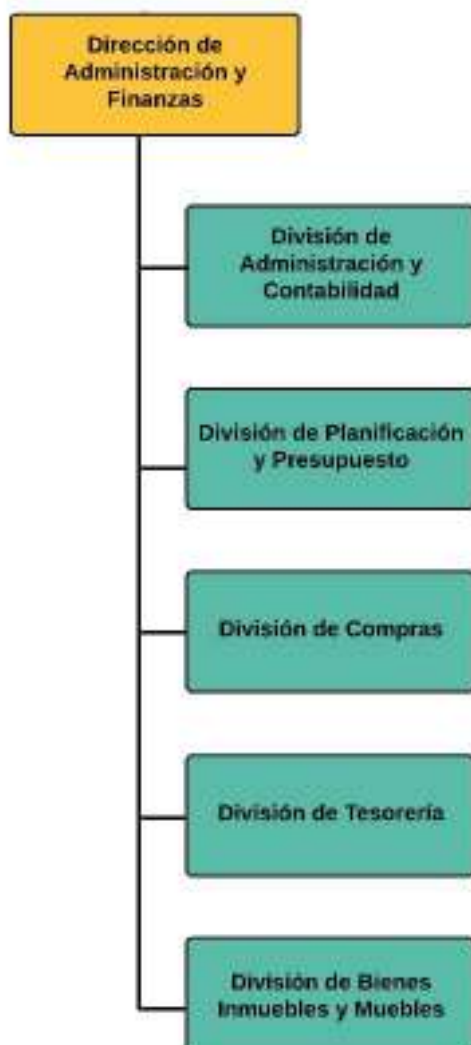 Dirección de
Administración y
Finanzas
División de
Administración y
Contabilidad
División de Planificación
y Presupuesto
División de Compras
División de Tesorería
División de Bienes
Inmuebles y Muebles